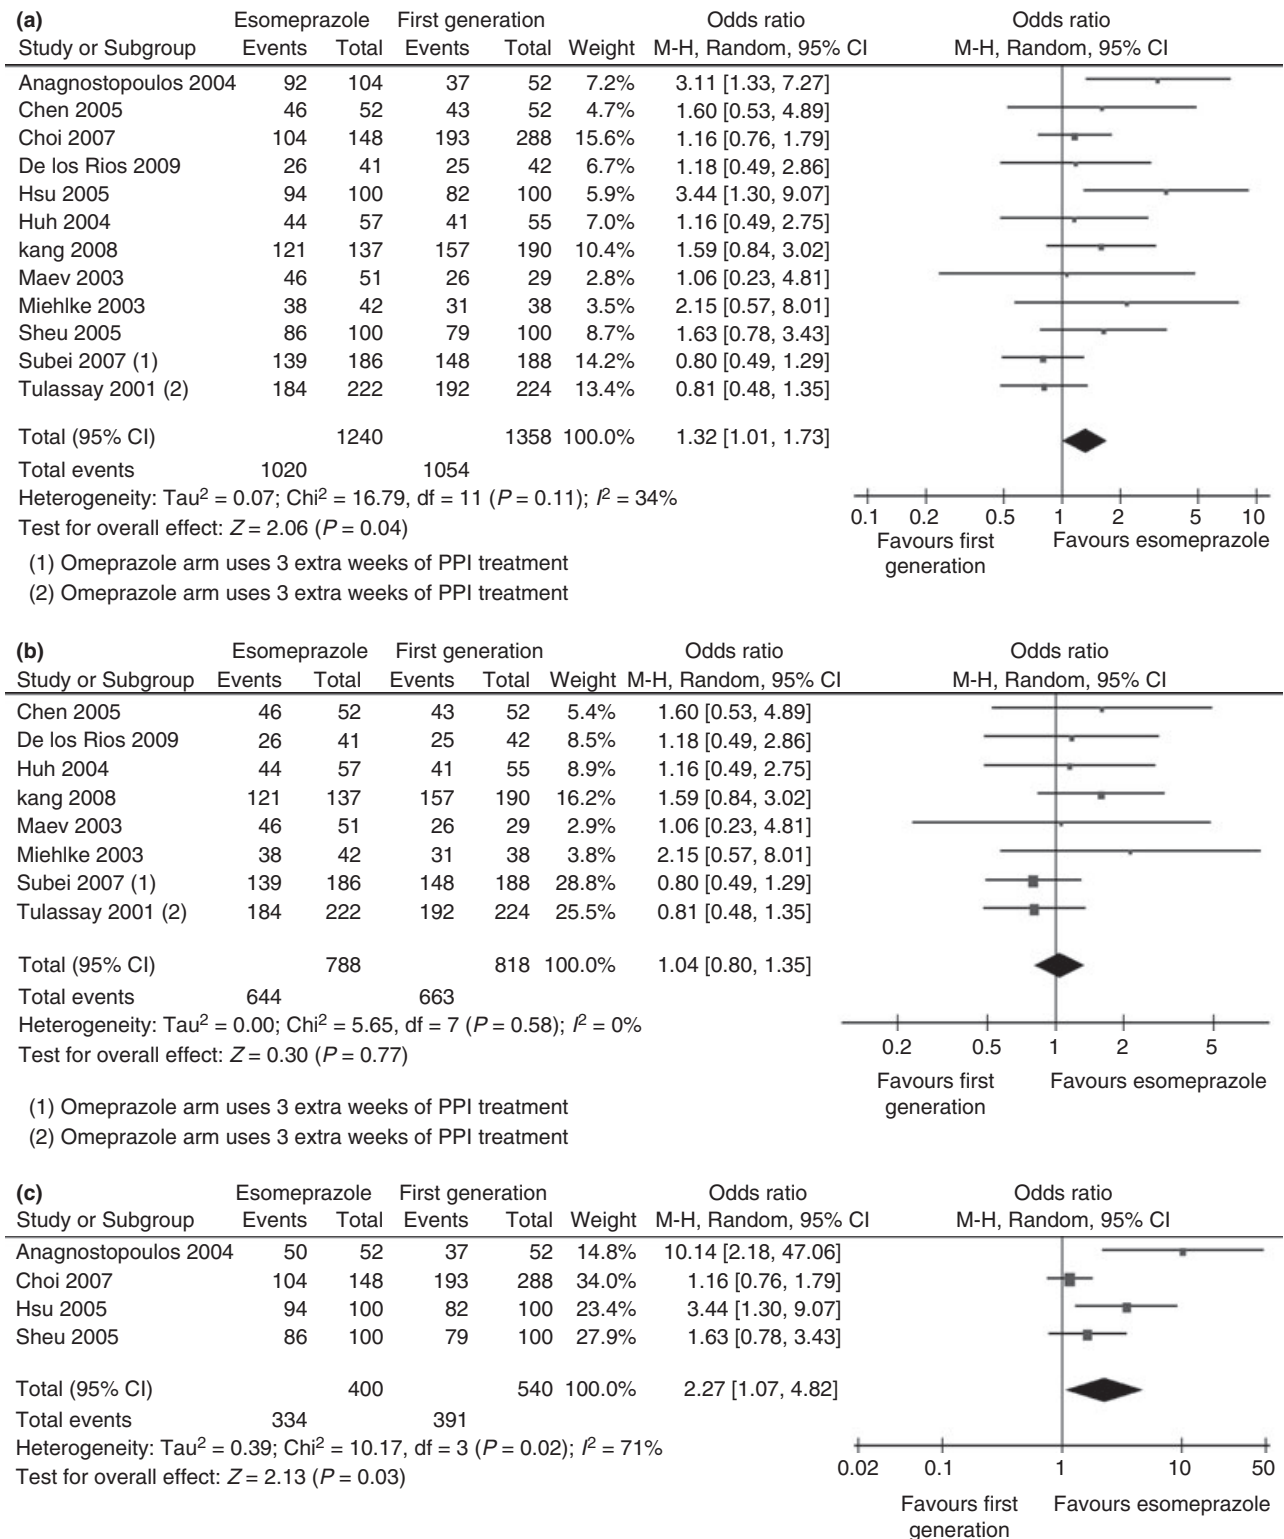 (a) Esomeprazole First generation Odds ratio Odds ratio
Study or Subgroup Events Total Events Total Weight M-H, Random, 95% CI M-H, Random, 95% CI
Anagnostopoulos 2004 92 104 37 52 7.2% 3.11 [1.33, 7.27]
Chen 2005 46 52 43 52 4.7% 1.60 [0.53, 4.89]
Choi 2007 104 148 193 288 15.6% 1.16 [0.76, 1.79]
De los Rios 2009 26 41 25 42 6.7% 1.18 [0.49, 2.86]
Hsu 2005 94 100 82 100 5.9% 3.44 [1.30, 9.07]
Huh 2004 44 57 41 55 7.0% 1.16 [0.49, 2.75]
kang 2008 121 137 157 190 10.4% 1.59 [0.84, 3.02]
Maev 2003 46 51 26 29 2.8% 1.06 [0.23, 4.81]
Miehlke 2003 38 42 31 38 3.5% 2.15 [0.57, 8.01]
Sheu 2005 86 100 79 100 8.7% 1.63 [0.78, 3.43]
Subei 2007 (1) 139 186 148 188 14.2% 0.80 [0.49, 1.29]
Tulassay 2001 (2) 184 222 192 224 13.4% 0.81 [0.48, 1.35]
Total (95% CI) 1240 1358 100.0% 1.32 [1.01, 1.73]
Total events 1020 1054
Heterogeneity: Tau² = 0.07; Chi² = 16.79, df = 11 (P = 0.11); I² = 34%
Test for overall effect: Z = 2.06 (P = 0.04)
0.1 0.2 0.5 1 2 5 10
Favours first generation Favours esomeprazole
(1) Omeprazole arm uses 3 extra weeks of PPI treatment
(2) Omeprazole arm uses 3 extra weeks of PPI treatment
(b) Esomeprazole First generation Odds ratio Odds ratio
Study or Subgroup Events Total Events Total Weight M-H, Random, 95% CI M-H, Random, 95% CI
Chen 2005 46 52 43 52 5.4% 1.60 [0.53, 4.89]
De los Rios 2009 26 41 25 42 8.5% 1.18 [0.49, 2.86]
Huh 2004 44 57 41 55 8.9% 1.16 [0.49, 2.75]
kang 2008 121 137 157 190 16.2% 1.59 [0.84, 3.02]
Maev 2003 46 51 26 29 2.9% 1.06 [0.23, 4.81]
Miehlke 2003 38 42 31 38 3.8% 2.15 [0.57, 8.01]
Subei 2007 (1) 139 186 148 188 28.8% 0.80 [0.49, 1.29]
Tulassay 2001 (2) 184 222 192 224 25.5% 0.81 [0.48, 1.35]
Total (95% CI) 788 818 100.0% 1.04 [0.80, 1.35]
Total events 644 663
Heterogeneity: Tau² = 0.00; Chi² = 5.65, df = 7 (P = 0.58); I² = 0%
Test for overall effect: Z = 0.30 (P = 0.77)
0.2 0.5 1 2 5
Favours first generation Favours esomeprazole
(1) Omeprazole arm uses 3 extra weeks of PPI treatment
(2) Omeprazole arm uses 3 extra weeks of PPI treatment
(c) Esomeprazole First generation Odds ratio Odds ratio
Study or Subgroup Events Total Events Total Weight M-H, Random, 95% CI M-H, Random, 95% CI
Anagnostopoulos 2004 50 52 37 52 14.8% 10.14 [2.18, 47.06]
Choi 2007 104 148 193 288 34.0% 1.16 [0.76, 1.79]
Hsu 2005 94 100 82 100 23.4% 3.44 [1.30, 9.07]
Sheu 2005 86 100 79 100 27.9% 1.63 [0.78, 3.43]
Total (95% CI) 400 540 100.0% 2.27 [1.07, 4.82]
Total events 334 391
Heterogeneity: Tau² = 0.39; Chi² = 10.17, df = 3 (P = 0.02); I² = 71%
Test for overall effect: Z = 2.13 (P = 0.03)
0.02 0.1 1 10 50
Favours first generation Favours esomeprazole